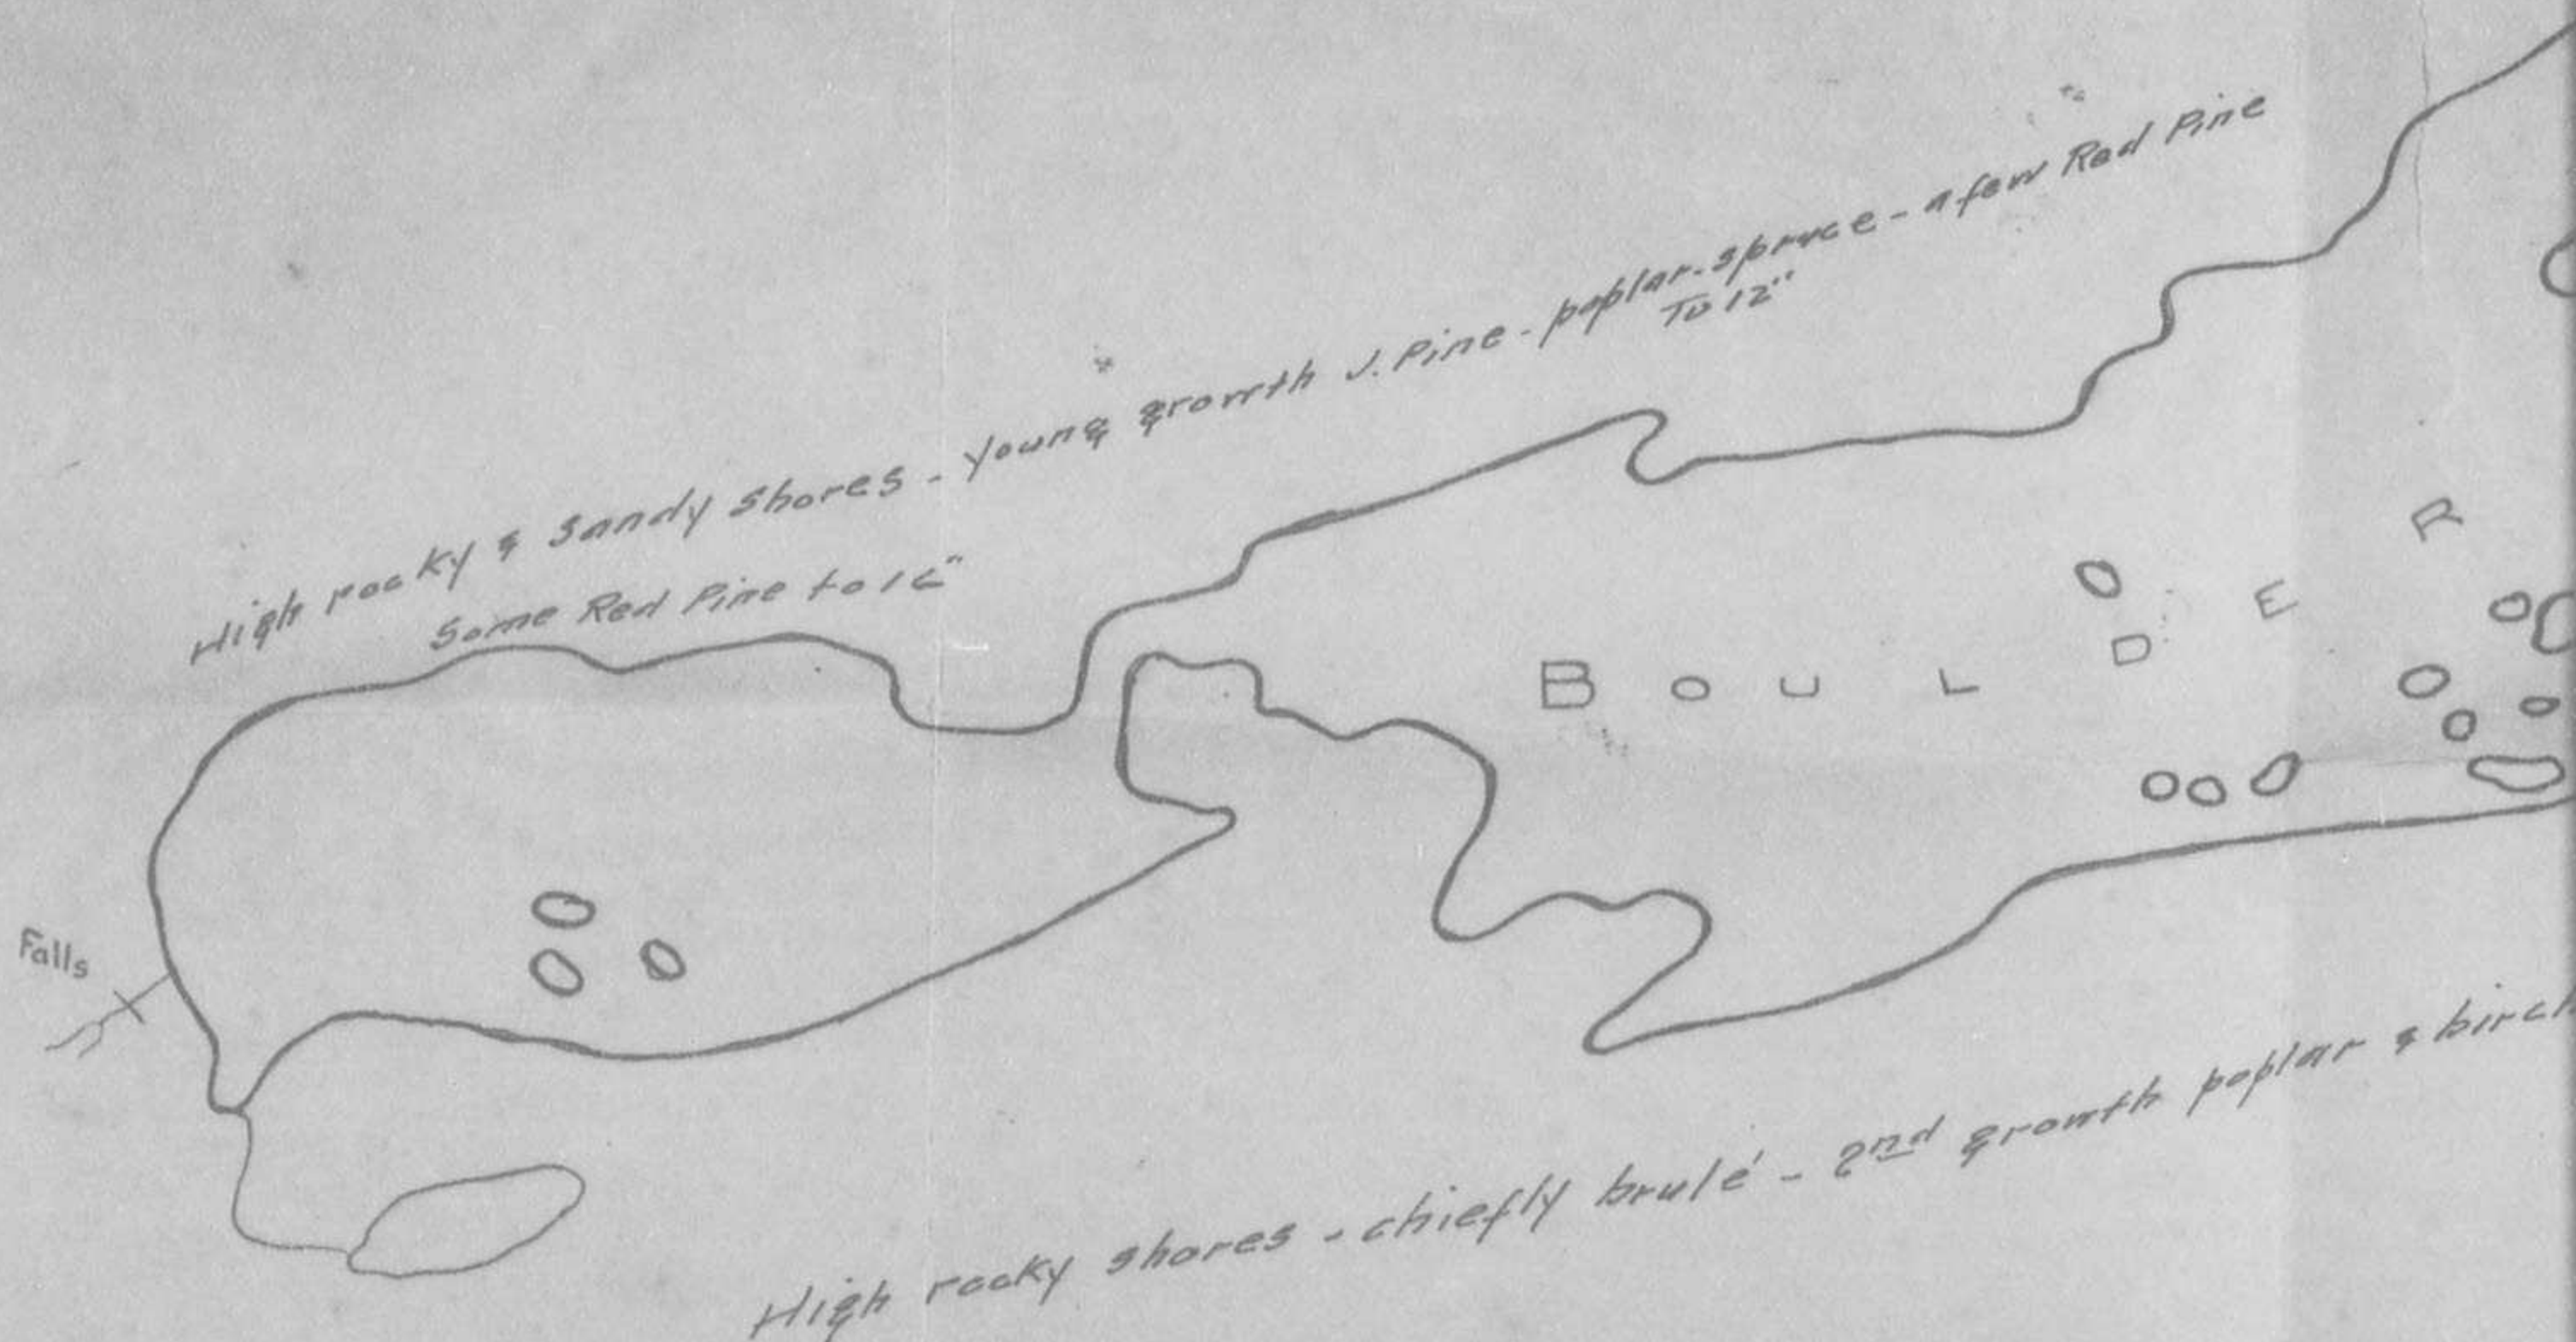 High rocky & Sandy Shores - young growth J. Pine - poplar - spruce - a few Red Pine
To 12"
Some Red Pine to 16"
BOULDER
Falls
High rocky shores - chiefly brulé - 2nd growth poplar & birch